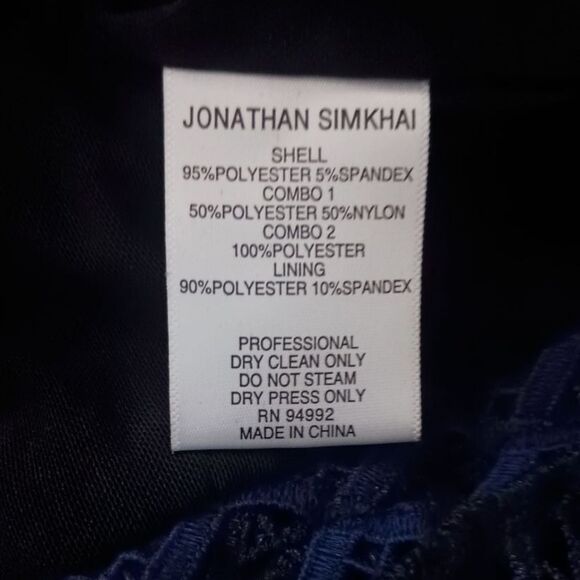 JONATHAN SIMKHAI
SHELL
95%POLYESTER 5%SPANDEX
COMBO 1
50%POLYESTER 50%NYLON
COMBO 2
100%POLYESTER
LINING
90%POLYESTER 10%SPANDEX
PROFESSIONAL
DRY CLEAN ONLY
DO NOT STEAM
DRY PRESS ONLY
RN 94992
MADE IN CHINA